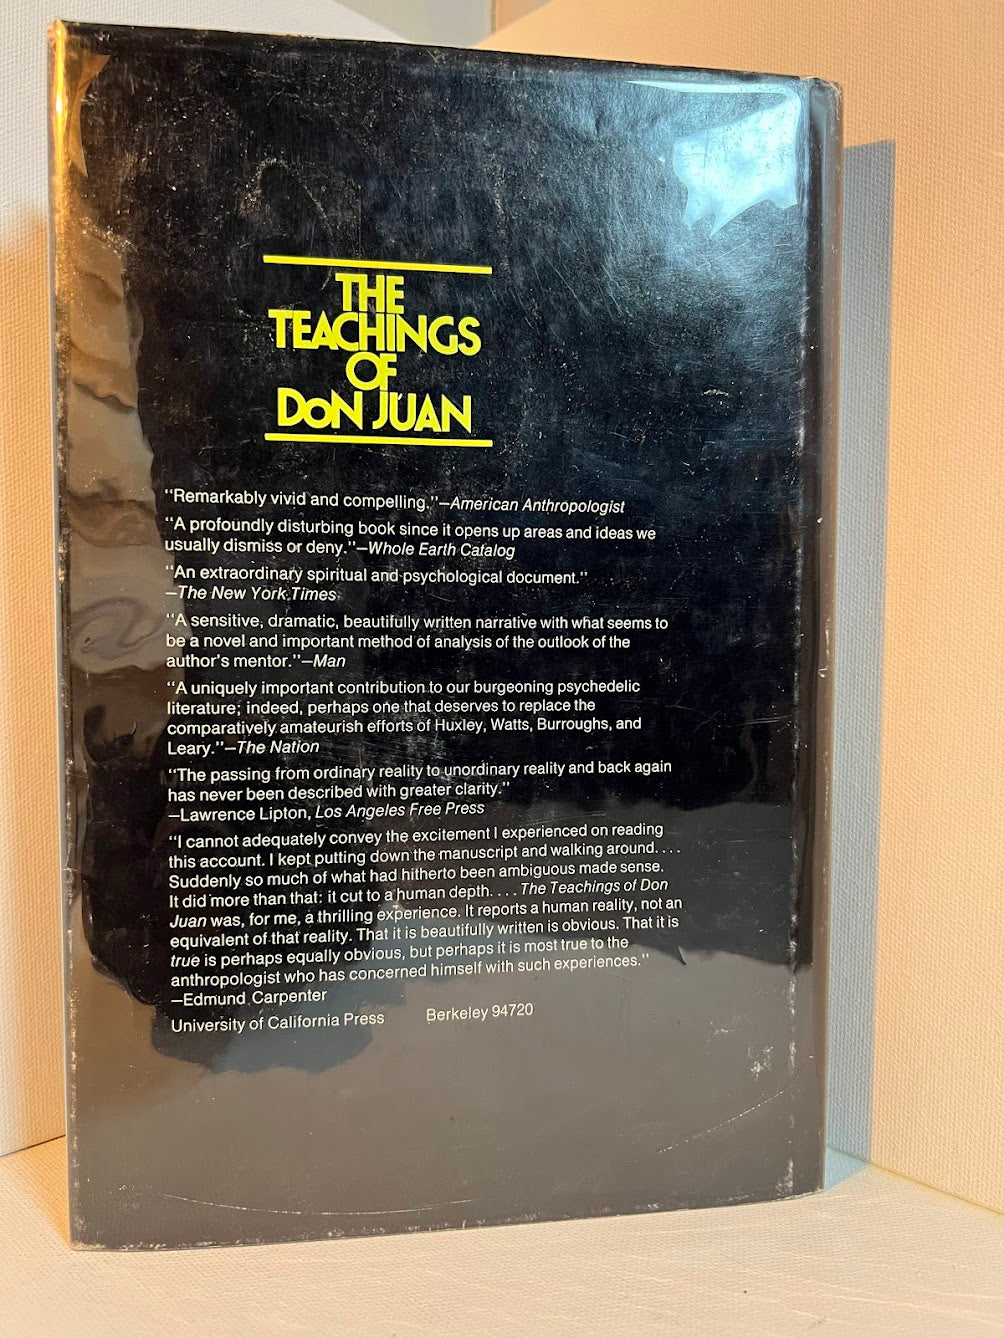 THE
TEACHINGS
OF
DoN JUAN
“Remarkably vivid and compelling.”—American Anthropologist
“A profoundly disturbing book since it opens up areas and ideas we
usually dismiss or deny.”—Whole Earth Catalog
“An extraordinary spiritual and psychological document.”
—The New York Times
“A sensitive, dramatic, beautifully written narrative with what seems to
be a novel and important method of analysis of the outlook of the
author's mentor.”—Man
“A uniquely important contribution to our burgeoning psychedelic
literature; indeed, perhaps one that deserves to replace the
comparatively amateurish efforts of Huxley, Watts, Burroughs, and
Leary.”—The Nation
“The passing from ordinary reality to unordinary reality and back again
has never been described with greater clarity.”
—Lawrence Lipton, Los Angeles Free Press
“I cannot adequately convey the excitement I experienced on reading
this account. I kept putting down the manuscript and walking around. . . .
Suddenly so much of what had hitherto been ambiguous made sense.
It did more than that: it cut to a human depth. . . . The Teachings of Don
Juan was, for me, a thrilling experience. It reports a human reality, not an
equivalent of that reality. That it is beautifully written is obvious. That it is
true is perhaps equally obvious, but perhaps it is most true to the
anthropologist who has concerned himself with such experiences.”
—Edmund Carpenter
University of California Press Berkeley 94720